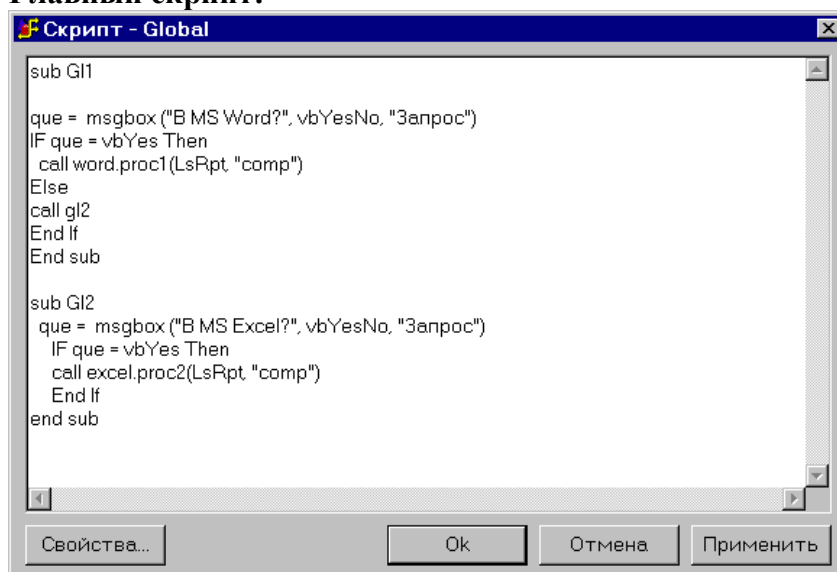 Главный скрипт:
Скрипт - Global
sub Gl1
que = msgbox ("В MS Word?", vbYesNo, "Запрос")
IF que = vbYes Then
call word.proc1(LsRpt, "comp")
Else
call gl2
End If
End sub
sub Gl2
que = msgbox ("В MS Excel?", vbYesNo, "Запрос")
IF que = vbYes Then
call excel.proc2(LsRpt, "comp")
End If
end sub
Свойства... Ok Отмена Применить